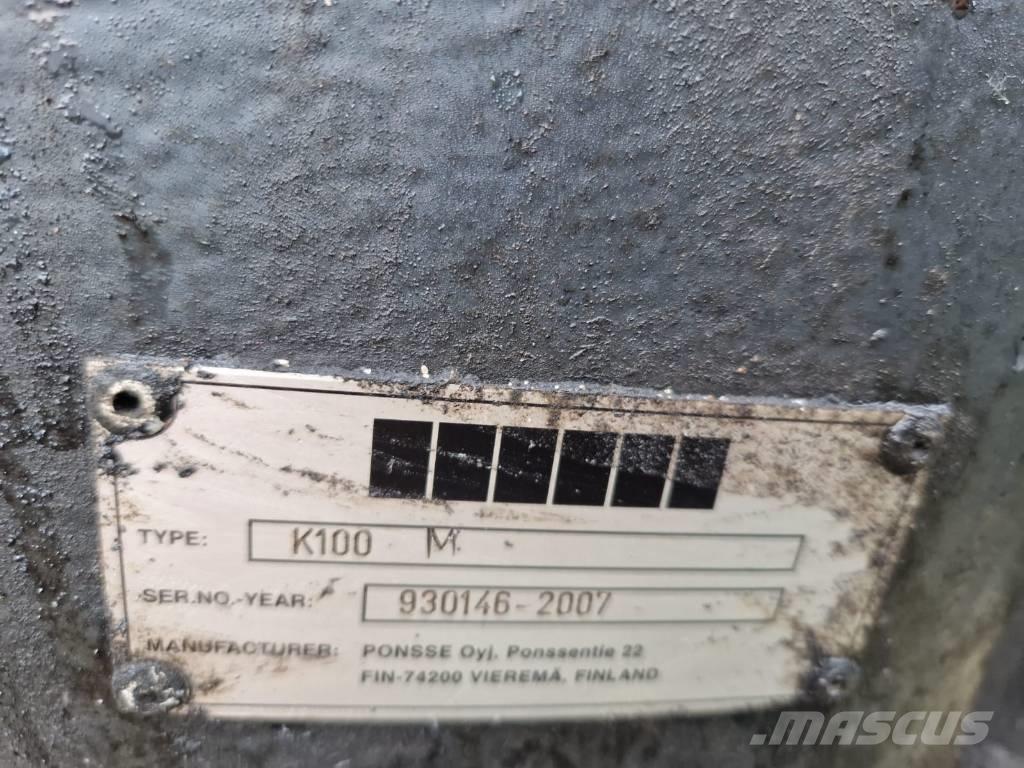 TYPE: K100 M
SER.NO.-YEAR: 930146-2007
MANUFACTURER: PONSSE Oyj, Ponssentie 22
FIN-74200 VIEREMÄ, FINLAND
MASCUS